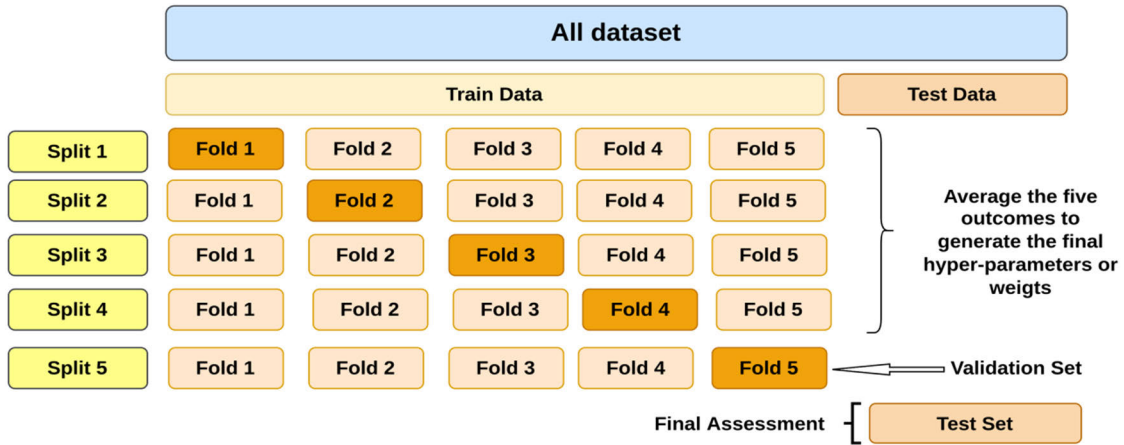 All dataset
Train Data
Test Data
Split 1
Fold 1
Fold 2
Fold 3
Fold 4
Fold 5
Split 2
Fold 1
Fold 2
Fold 3
Fold 4
Fold 5
Split 3
Fold 1
Fold 2
Fold 3
Fold 4
Fold 5
Split 4
Fold 1
Fold 2
Fold 3
Fold 4
Fold 5
Average the five
outcomes to
generate the final
hyper-parameters or
weigts
Split 5
Fold 1
Fold 2
Fold 3
Fold 4
Fold 5
Validation Set
Final Assessment
Test Set